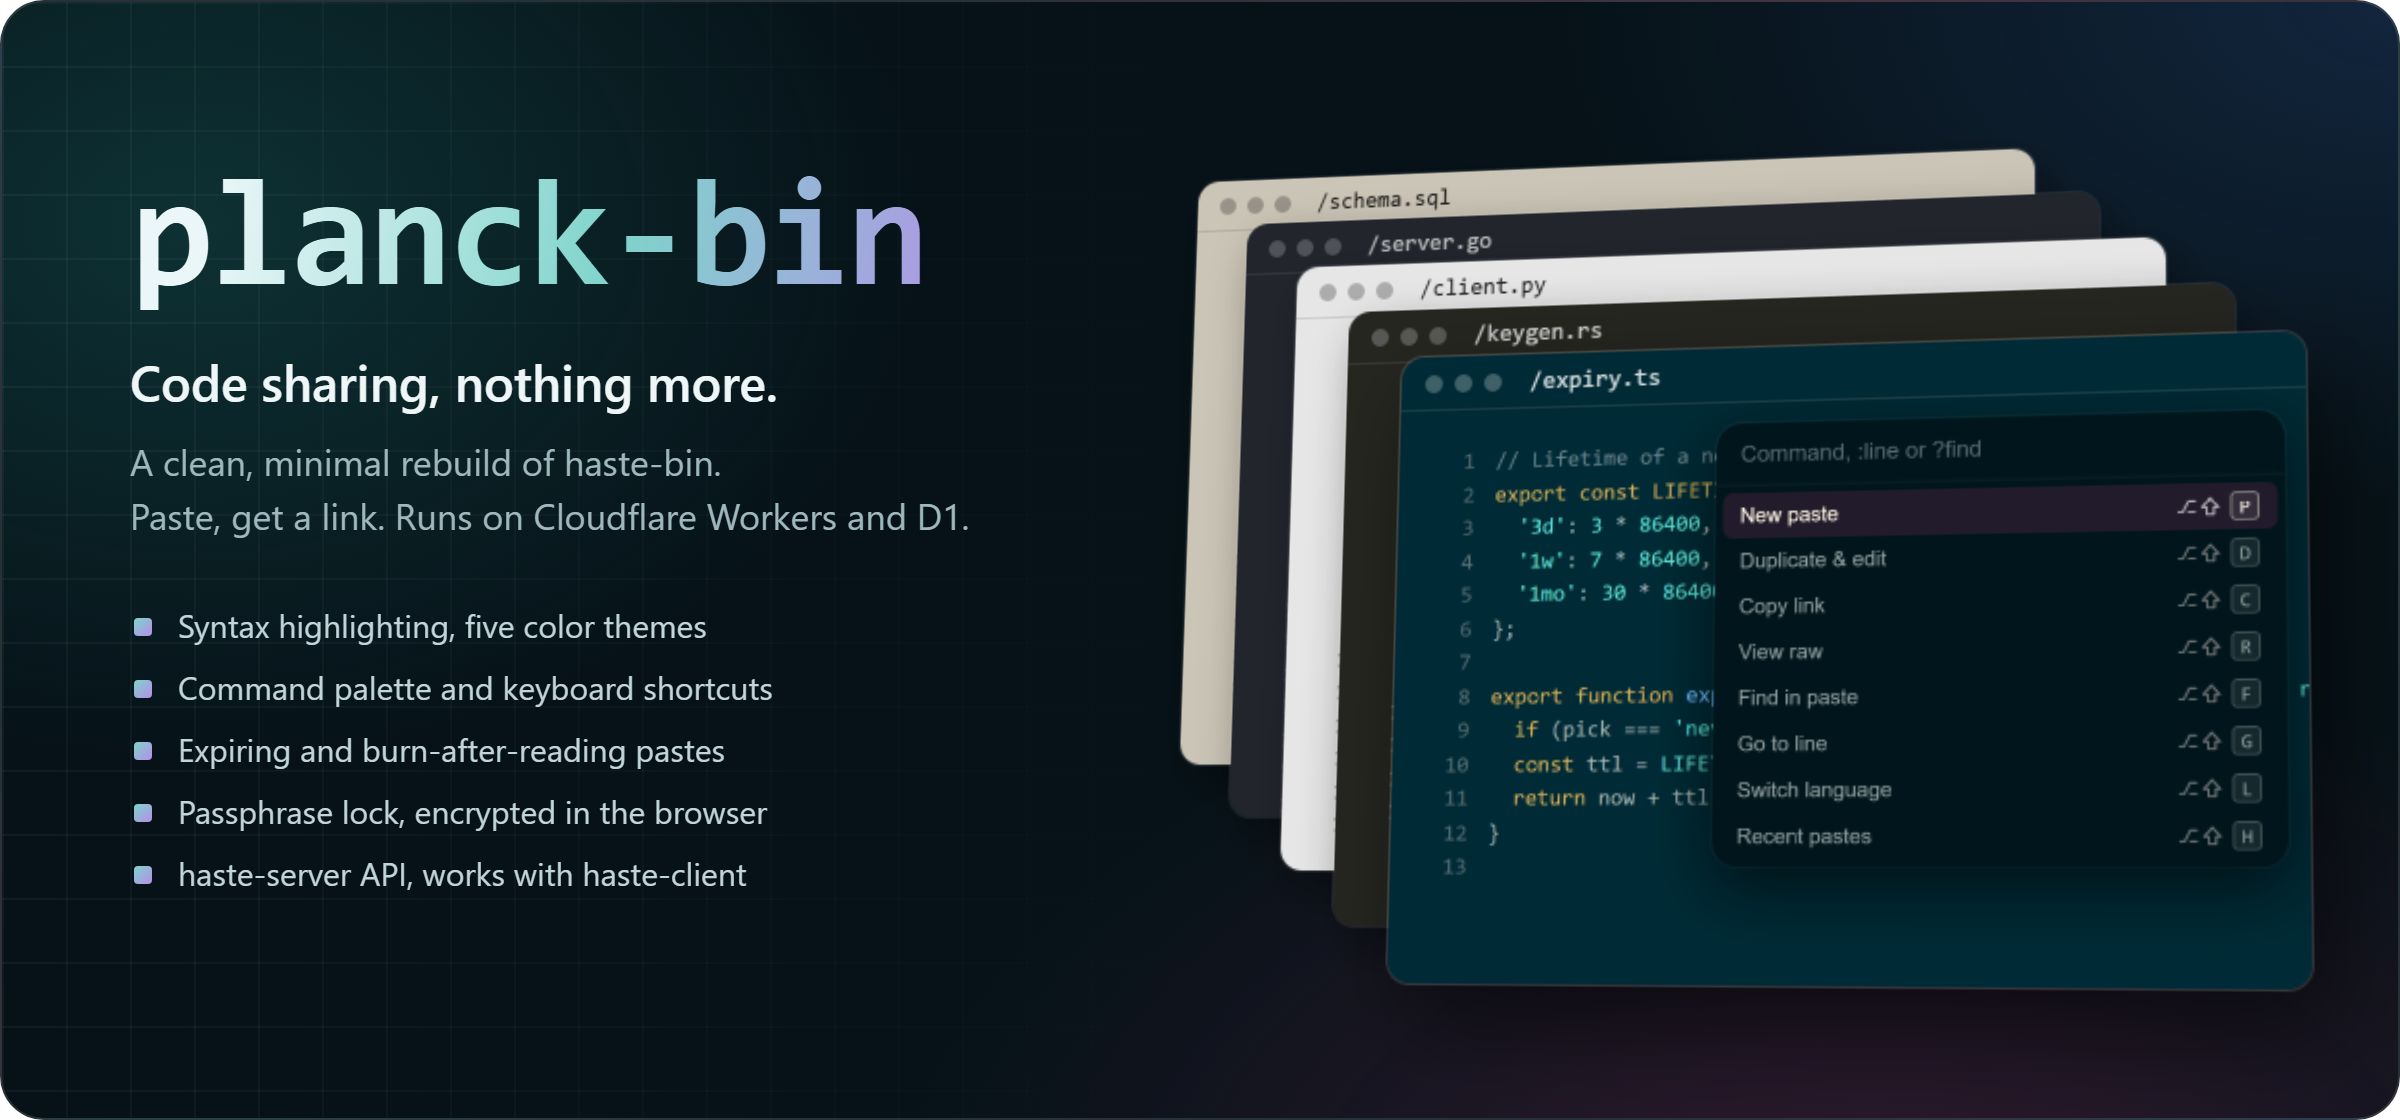 planck-bin
Code sharing, nothing more.
A clean, minimal rebuild of haste-bin.
Paste, get a link. Runs on Cloudflare Workers and D1.
Syntax highlighting, five color themes
Command palette and keyboard shortcuts
Expiring and burn-after-reading pastes
Passphrase lock, encrypted in the browser
haste-server API, works with haste-client
/schema.sql
/server.go
/client.py
/keygen.rs
/expiry.ts
1 // Lifetime of a
2 export const LIFET
3 '3d': 3 * 86400,
4 '1w': 7 * 86400,
5 '1mo': 30 * 8640
6 };
7
8 export function exp
9 if (pick === 'ne
10 const ttl = LIFE
11 return now + ttl
12 }
13
Command, :line or ?find
New paste ⌥⇧ P
Duplicate & edit ⌥⇧ D
Copy link ⌥⇧ C
View raw ⌥⇧ R
Find in paste ⌥⇧ F
Go to line ⌥⇧ G
Switch language ⌥⇧ L
Recent pastes ⌥⇧ H